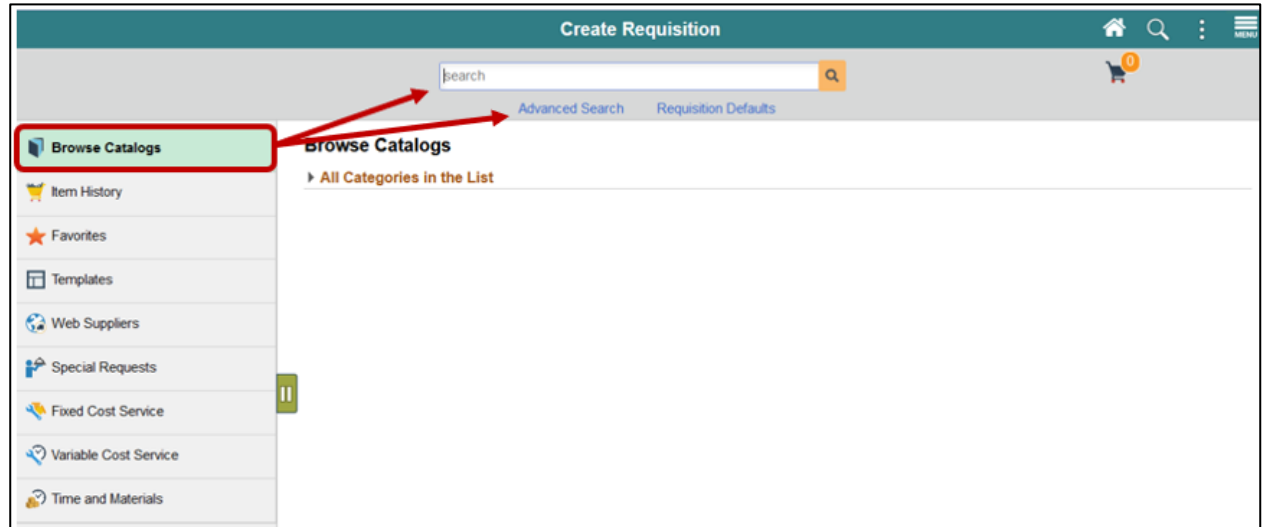 Create Requisition
MENU
search
0
Advanced Search Requisition Defaults
Browse Catalogs
Browse Catalogs
All Categories in the List
Item History
Favorites
Templates
Web Suppliers
Special Requests
Fixed Cost Service
Variable Cost Service
Time and Materials